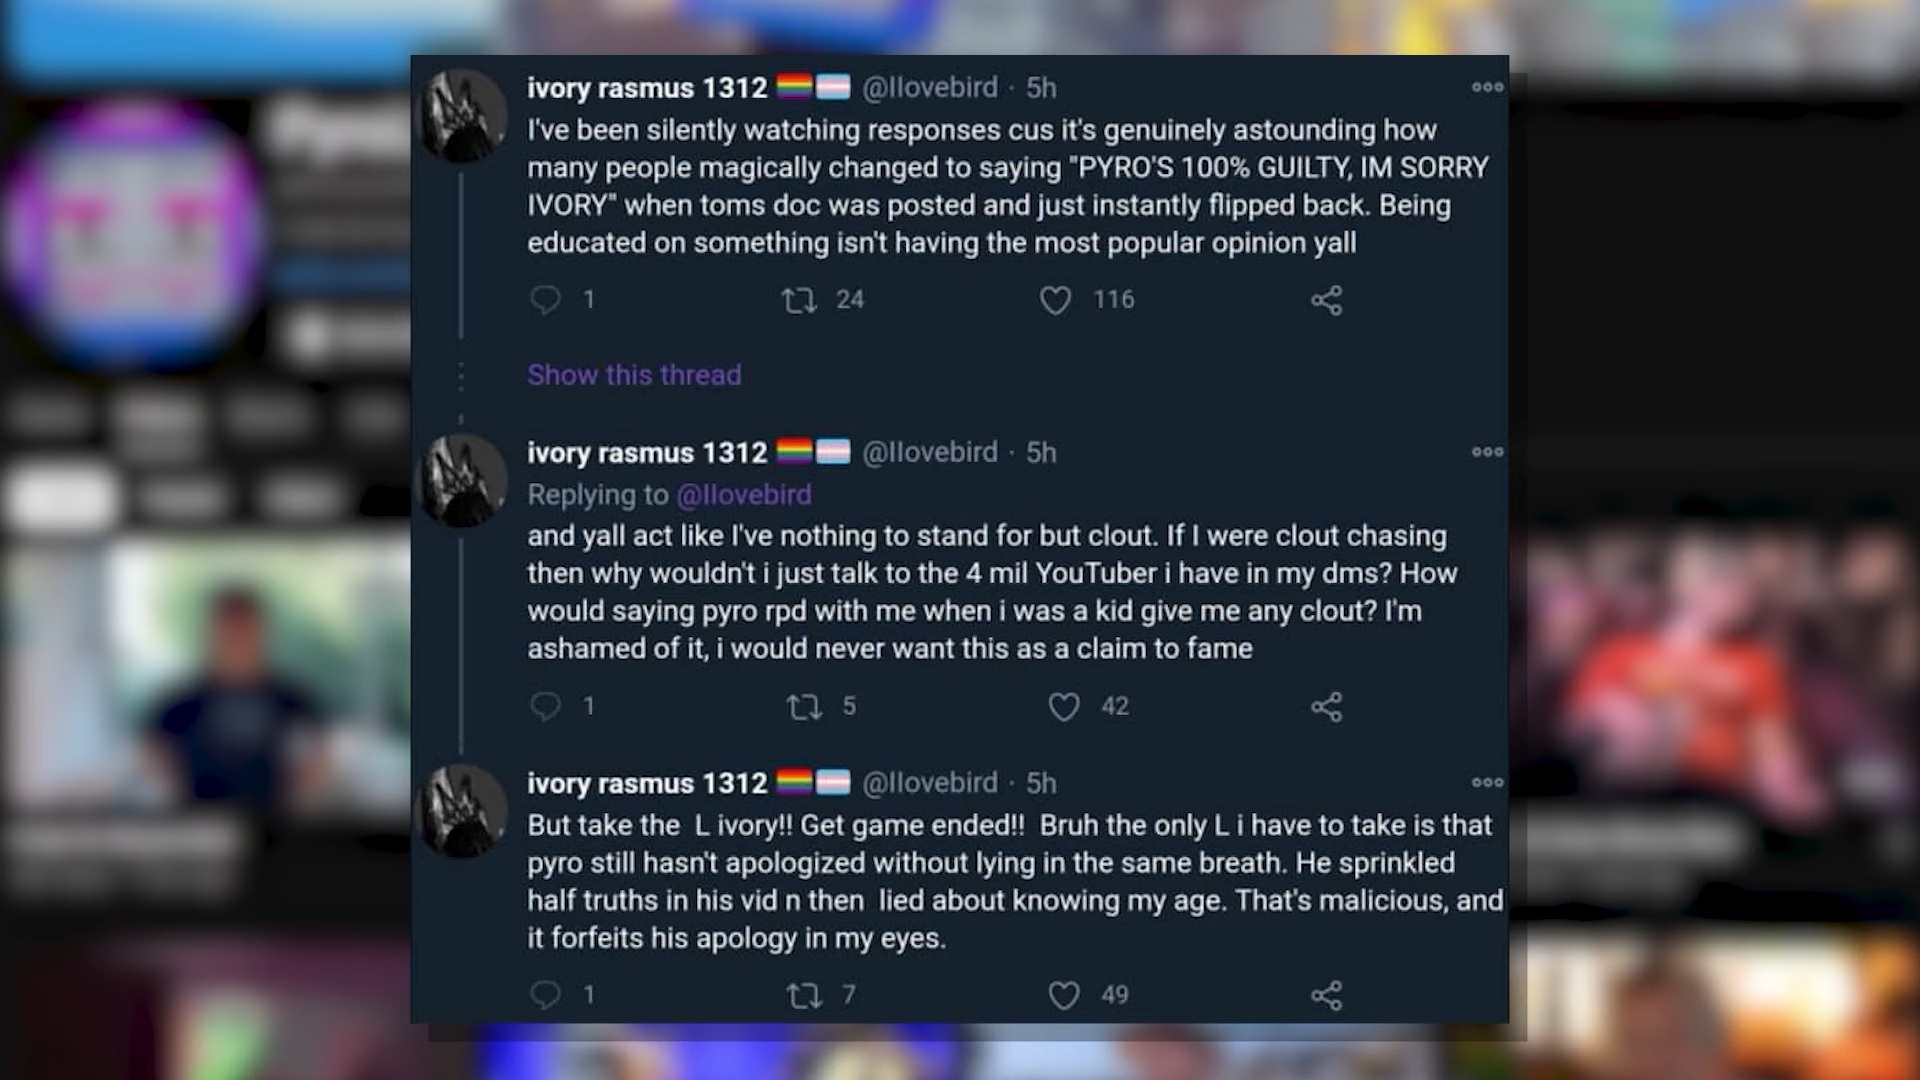 ivory rasmus 1312 🏳️‍🌈🏳️‍⚧️ @llovebird · 5h
I've been silently watching responses cus it's genuinely astounding how
many people magically changed to saying "PYRO'S 100% GUILTY, IM SORRY
IVORY" when toms doc was posted and just instantly flipped back. Being
educated on something isn't having the most popular opinion yall
1 24 116
Show this thread
ivory rasmus 1312 🏳️‍🌈🏳️‍⚧️ @llovebird · 5h
Replying to @llovebird
and yall act like I've nothing to stand for but clout. If I were clout chasing
then why wouldn't i just talk to the 4 mil YouTuber i have in my dms? How
would saying pyro rpd with me when i was a kid give me any clout? I'm
ashamed of it, i would never want this as a claim to fame
1 5 42
ivory rasmus 1312 🏳️‍🌈🏳️‍⚧️ @llovebird · 5h
But take the  L ivory!! Get game ended!!  Bruh the only L i have to take is that
pyro still hasn't apologized without lying in the same breath. He sprinkled
half truths in his vid n then  lied about knowing my age. That's malicious, and
it forfeits his apology in my eyes.
1 7 49